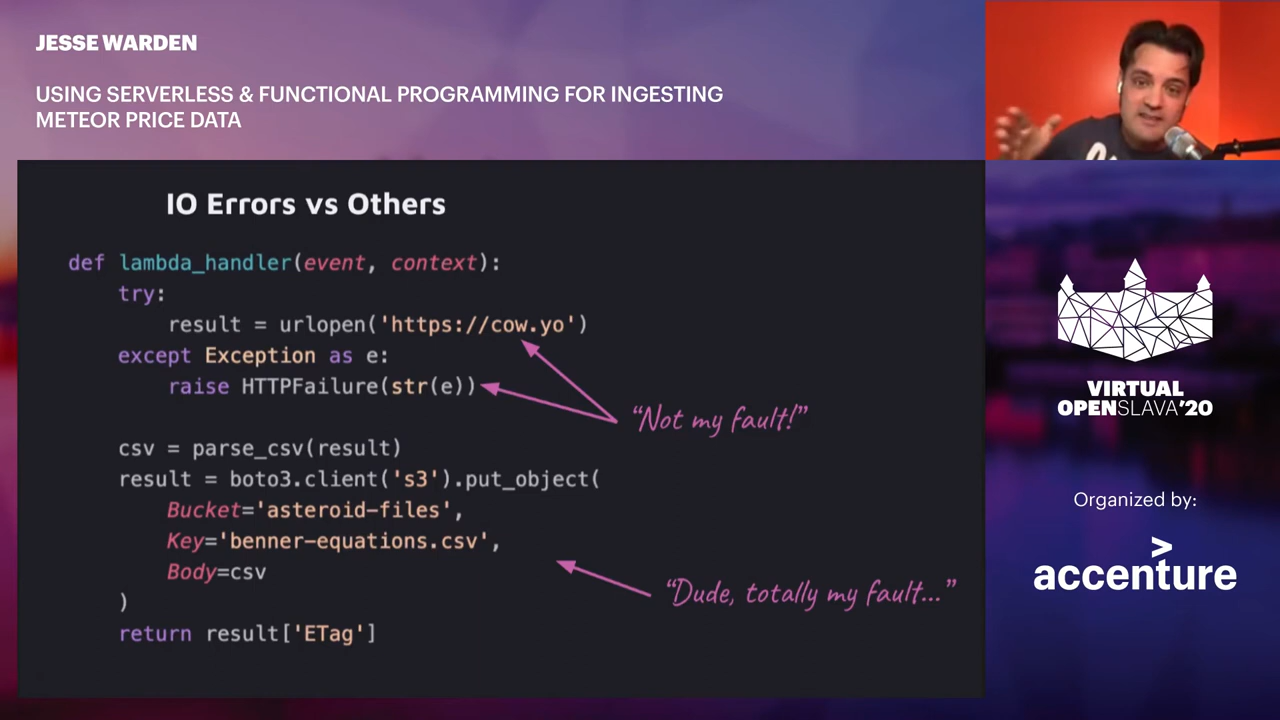 JESSE WARDEN
USING SERVERLESS & FUNCTIONAL PROGRAMMING FOR INGESTING
METEOR PRICE DATA
IO Errors vs Others
def lambda_handler(event, context):
try:
result = urlopen('https://cow.yo')
except Exception as e:
raise HTTPFailure(str(e))
“Not my fault!”
csv = parse_csv(result)
result = boto3.client('s3').put_object(
Bucket='asteroid-files',
Key='benner-equations.csv',
Body=csv
“Dude, totally my fault...”
)
return result['ETag']
VIRTUAL
OPENSLAVA'20
Organized by:
accenture